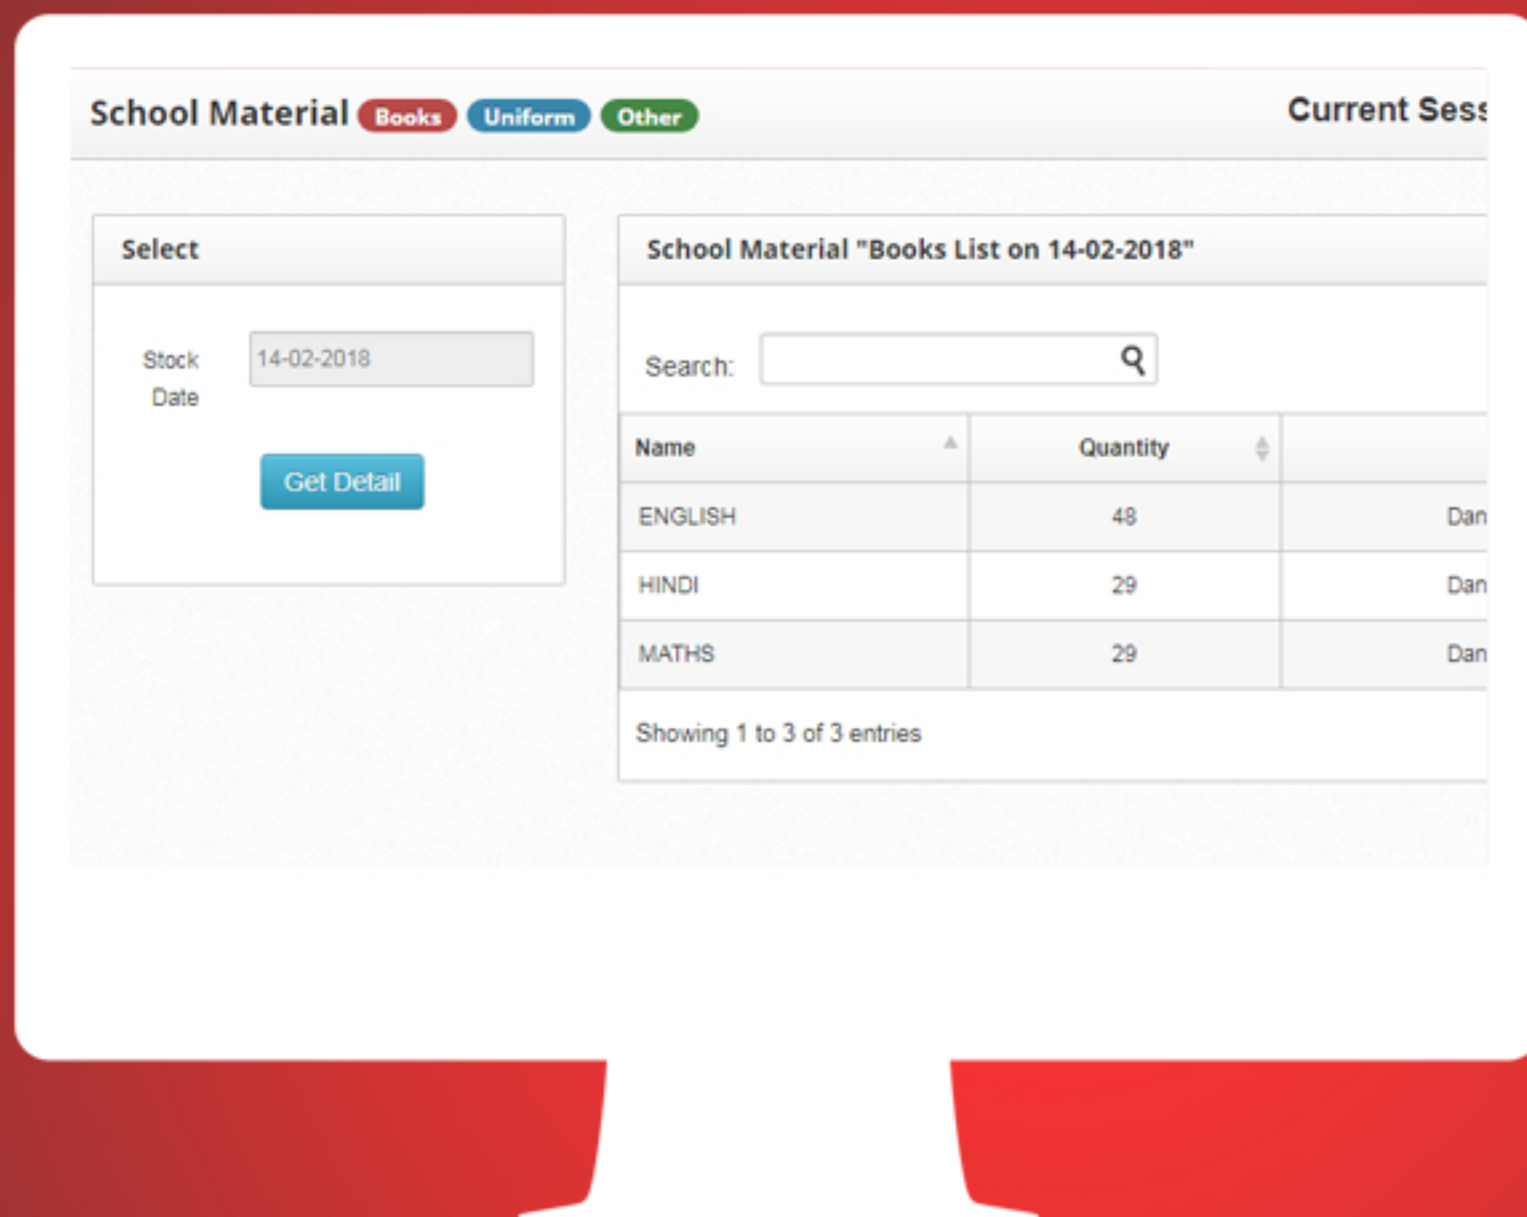 School Material Books Uniform Other
Current
Select
Stock
Date
14-02-2018
Get Detail
School Material "Books List on 14-02-2018"
Search:
Name Quantity
ENGLISH 48
HINDI 29
MATHS 29
Showing 1 to 3 of 3 entries